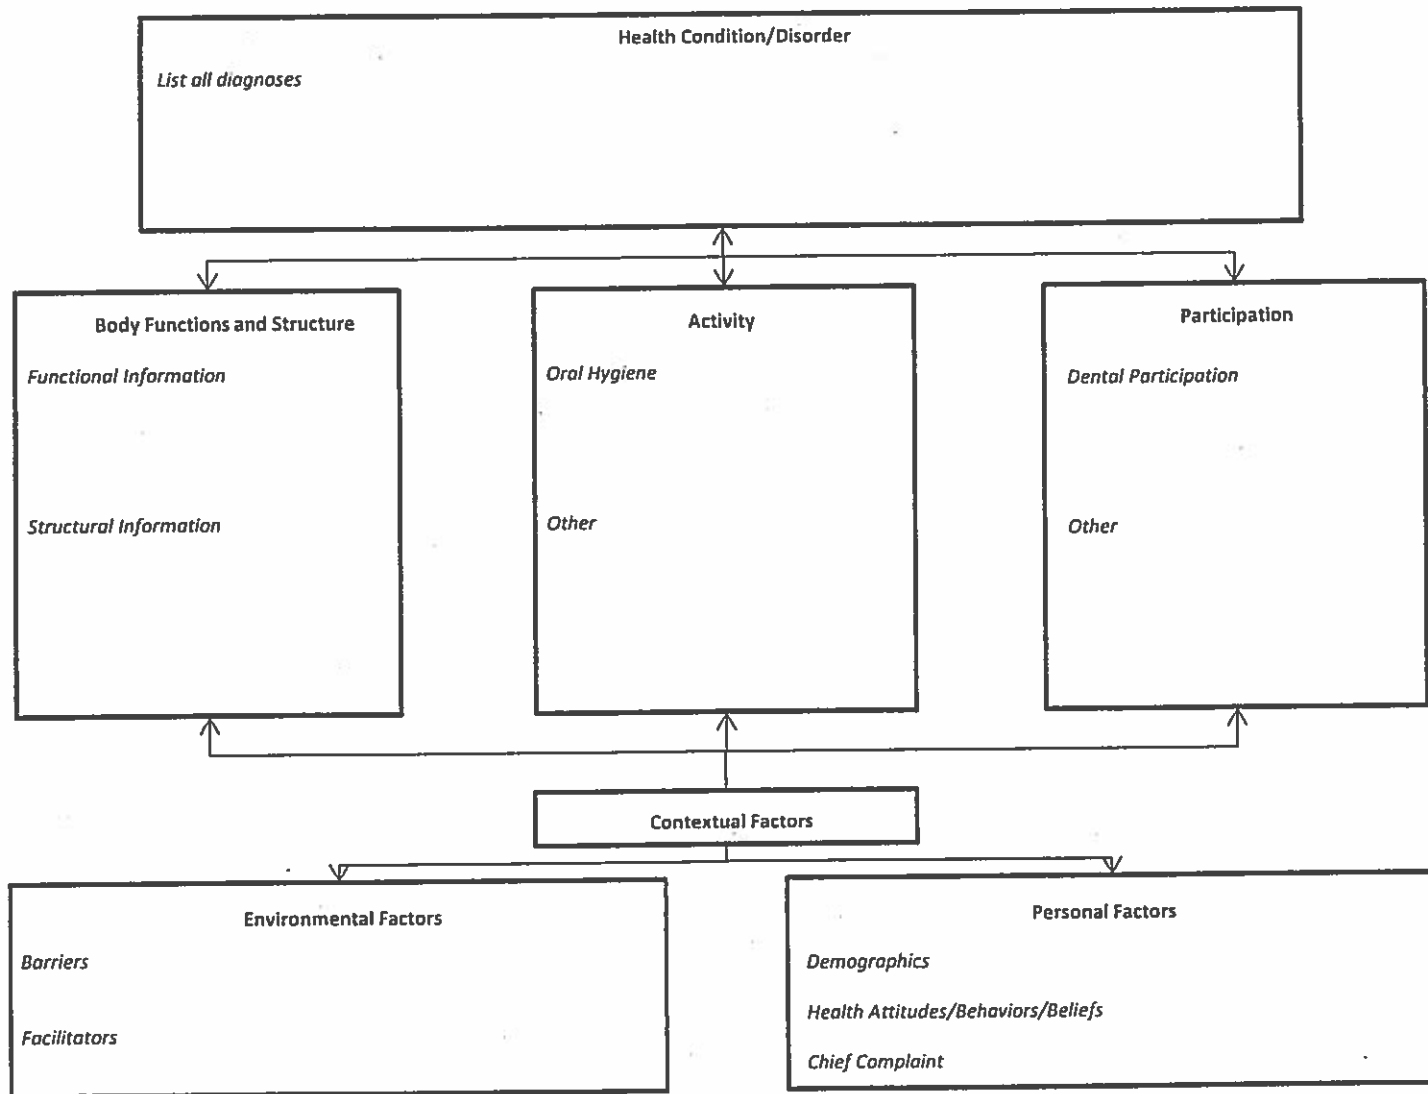 Health Condition/Disorder
List all diagnoses
Body Functions and Structure
Functional Information
Structural Information
Activity
Oral Hygiene
Other
Participation
Dental Participation
Other
Contextual Factors
Environmental Factors
Barriers
Facilitators
Personal Factors
Demographics
Health Attitudes/Behaviors/Beliefs
Chief Complaint